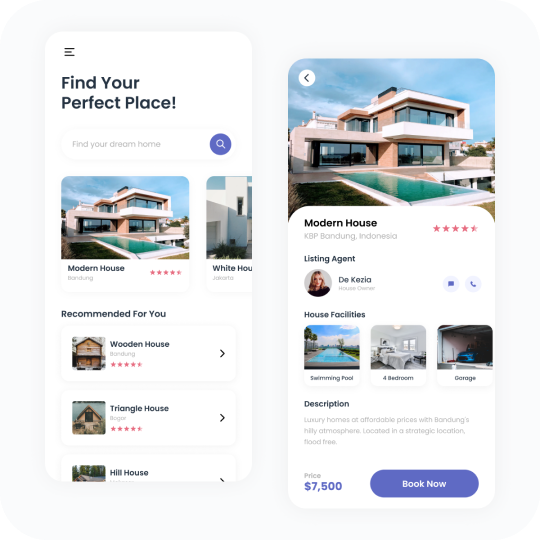 Find Your
Perfect Place!
Find your dream home
Modern House
Bandung
White Hou
Jakarta
Recommended For You
Wooden House
Bandung
Triangle House
Bogor
Hill House
Modern House
KBP Bandung, Indonesia
Listing Agent
De Kezia
House Owner
House Facilities
Swimming Pool
4 Bedroom
Garage
Description
Luxury homes at affordable prices with Bandung's
hilly atmosphere. Located in a strategic location,
flood free.
Price
$7,500
Book Now